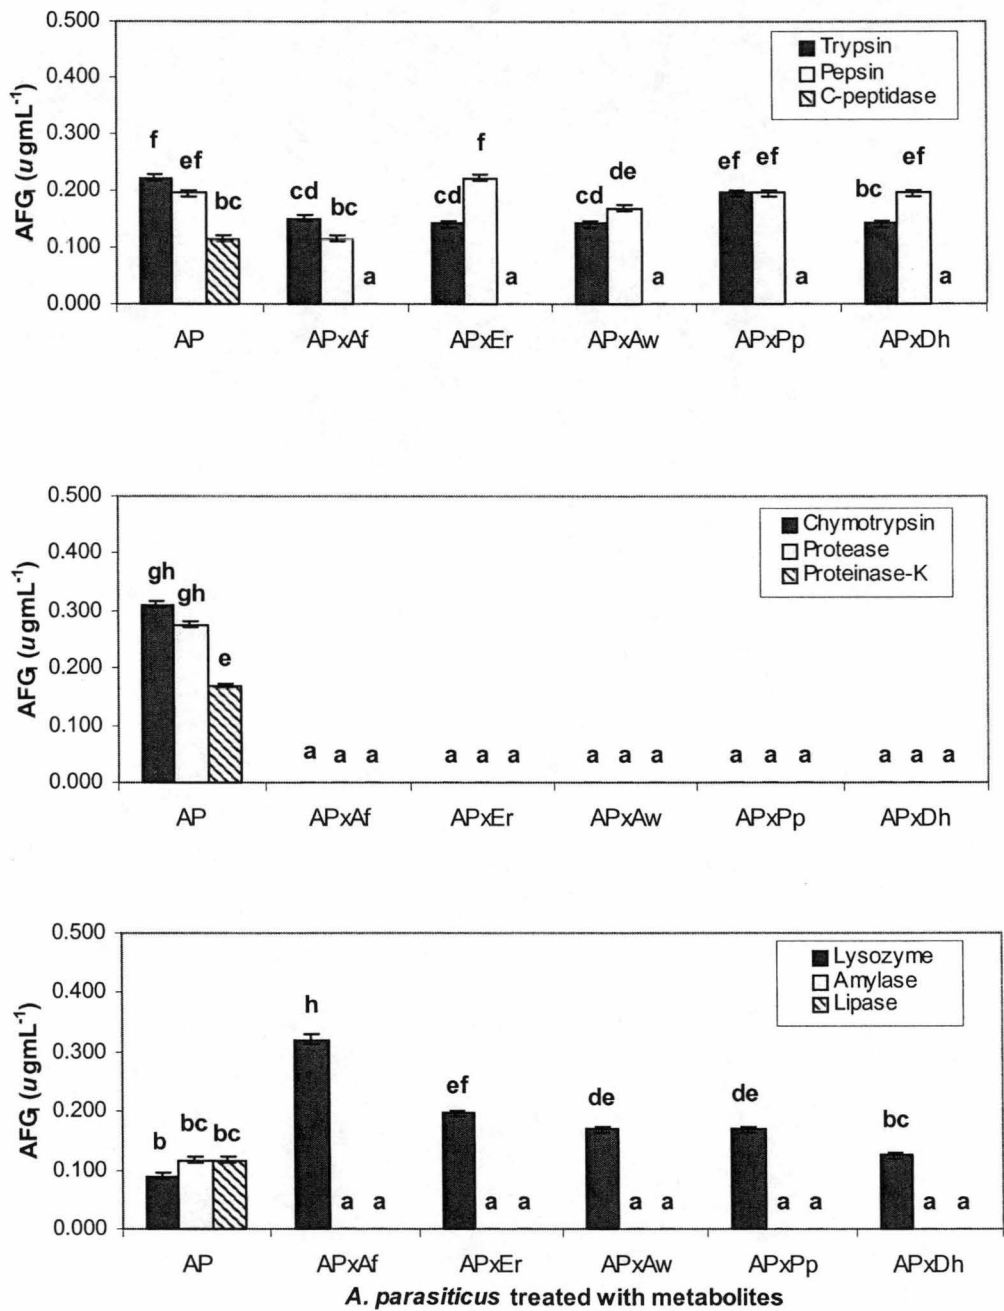 0.500
Trypsin
Pepsin
C-peptidase
0.400
AFG₁ (ugmL⁻¹)
0.300
f ef bc cd bc a cd f a cd de a ef ef a bc ef a
0.200
0.100
0.000
AP APxAf APxEr APxAw APxPp APxDh
0.500
Chymotrypsin
Protease
Proteinase-K
0.400
AFG₁ (ugmL⁻¹)
gh gh e
0.300
0.200
0.100
a a a a a a a a a a a a a a a
0.000
AP APxAf APxEr APxAw APxPp APxDh
0.500
Lysozyme
Amylase
Lipase
0.400
AFG₁ (ugmL⁻¹)
0.300
b bc bc h a a ef a a de a a de a a bc a a
0.200
0.100
0.000
AP APxAf APxEr APxAw APxPp APxDh
A. parasiticus treated with metabolites